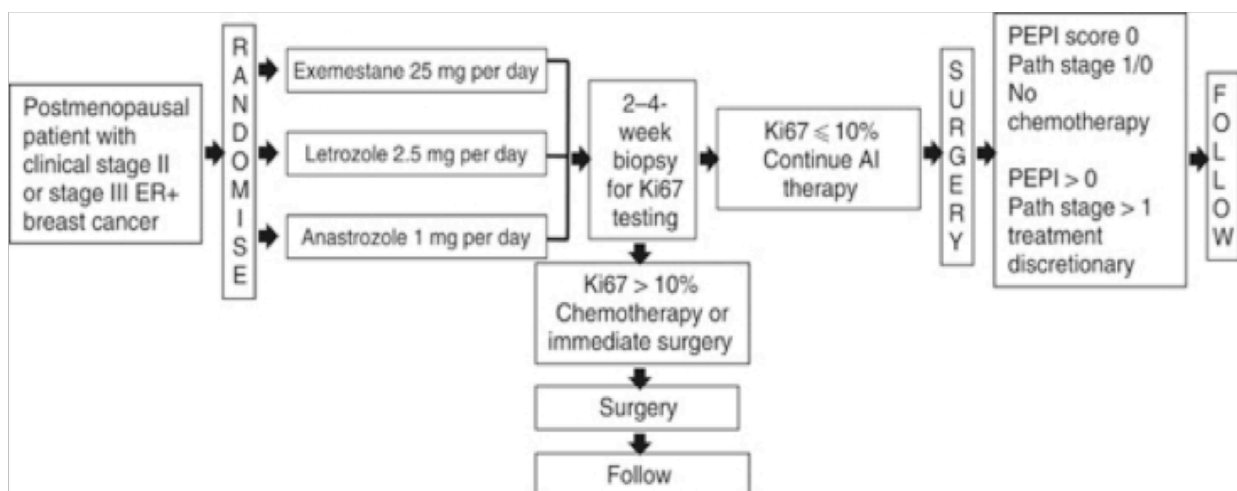 Postmenopausal
patient with
clinical stage II
or stage III ER+
breast cancer
RANDOMISE
Exemestane 25 mg per day
Letrozole 2.5 mg per day
Anastrozole 1 mg per day
2–4-
week
biopsy
for Ki67
testing
Ki67 ⩽ 10%
Continue AI
therapy
SURGERY
PEPI score 0
Path stage 1/0
No
chemotherapy
PEPI > 0
Path stage > 1
treatment
discretionary
FOLLOW
Ki67 > 10%
Chemotherapy or
immediate surgery
Surgery
Follow